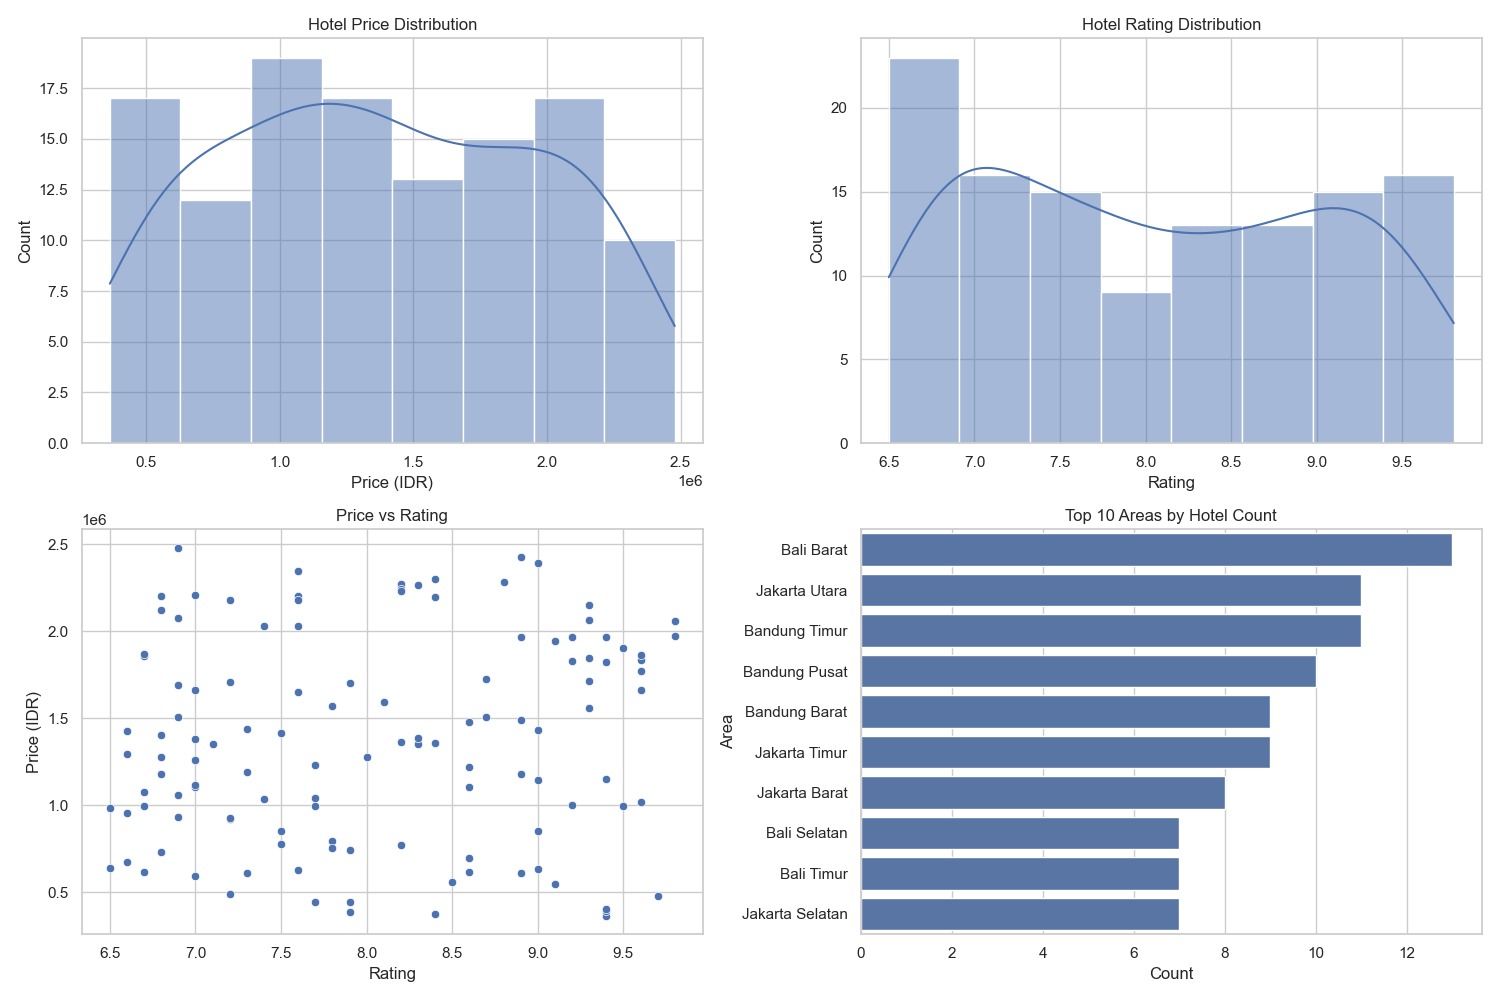 Hotel Price Distribution
Count
17.5
15.0
12.5
10.0
7.5
5.0
2.5
0.0
0.5 1.0 1.5 2.0 2.5
1e6
Price (IDR)
Hotel Rating Distribution
Count
20
15
10
5
0
6.5 7.0 7.5 8.0 8.5 9.0 9.5
Rating
Price vs Rating
1e6
Price (IDR)
2.5
2.0
1.5
1.0
0.5
6.5 7.0 7.5 8.0 8.5 9.0 9.5
Rating
Top 10 Areas by Hotel Count
Area
Bali Barat
Jakarta Utara
Bandung Timur
Bandung Pusat
Bandung Barat
Jakarta Timur
Jakarta Barat
Bali Selatan
Bali Timur
Jakarta Selatan
0 2 4 6 8 10 12
Count